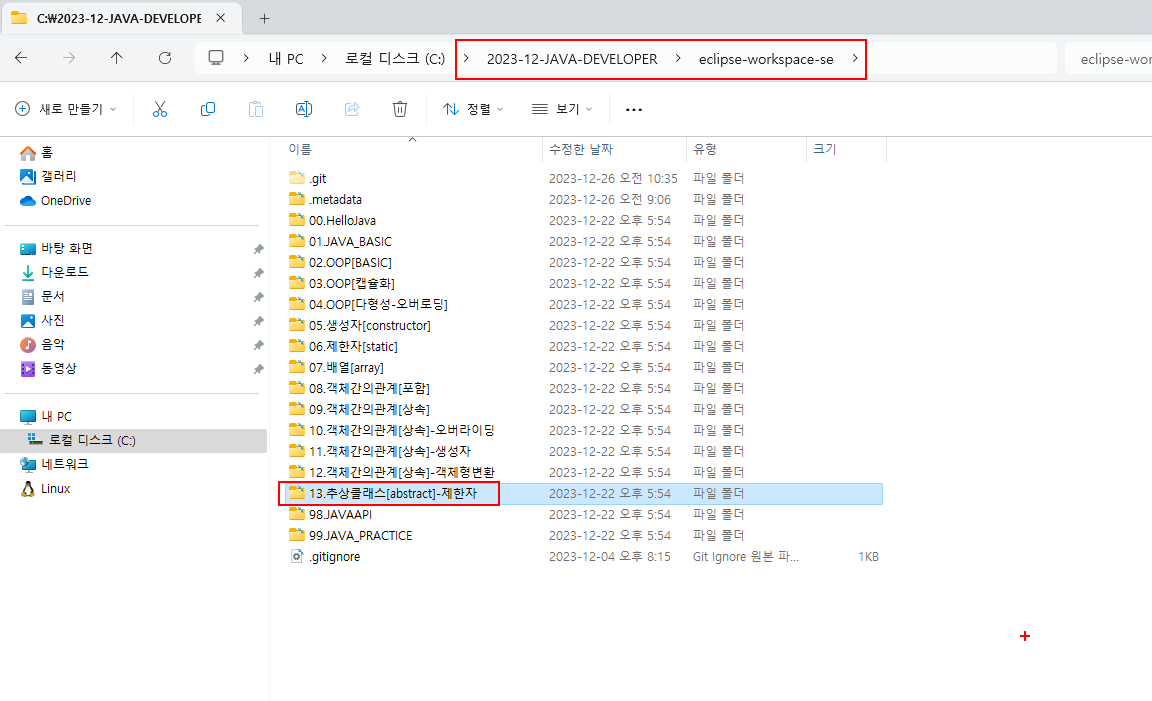 C:\2023-12-JAVA-DEVELOPE
내 PC 로컬 디스크 (C:) 2023-12-JAVA-DEVELOPER eclipse-workspace-se eclipse-wor
새로 만들기 정렬 보기
홈
갤러리
OneDrive
바탕 화면
다운로드
문서
사진
음악
동영상
내 PC
로컬 디스크 (C:)
네트워크
Linux
이름 수정한 날짜 유형 크기
.git 2023-12-26 오전 10:35 파일 폴더
.metadata 2023-12-26 오전 9:06 파일 폴더
00.HelloJava 2023-12-22 오후 5:54 파일 폴더
01.JAVA_BASIC 2023-12-22 오후 5:54 파일 폴더
02.OOP[BASIC] 2023-12-22 오후 5:54 파일 폴더
03.OOP[캡슐화] 2023-12-22 오후 5:54 파일 폴더
04.OOP[다형성-오버로딩] 2023-12-22 오후 5:54 파일 폴더
05.생성자[constructor] 2023-12-22 오후 5:54 파일 폴더
06.제한자[static] 2023-12-22 오후 5:54 파일 폴더
07.배열[array] 2023-12-22 오후 5:54 파일 폴더
08.객체간의관계[포함] 2023-12-22 오후 5:54 파일 폴더
09.객체간의관계[상속] 2023-12-22 오후 5:54 파일 폴더
10.객체간의관계[상속]-오버라이딩 2023-12-22 오후 5:54 파일 폴더
11.객체간의관계[상속]-생성자 2023-12-22 오후 5:54 파일 폴더
12.객체간의관계[상속]-객체형변환 2023-12-22 오후 5:54 파일 폴더
13.추상클래스[abstract]-제한자 2023-12-22 오후 5:54 파일 폴더
98.JAVAAPI 2023-12-22 오후 5:54 파일 폴더
99.JAVA_PRACTICE 2023-12-22 오후 5:54 파일 폴더
.gitignore 2023-12-04 오후 8:15 Git Ignore 원본 파... 1KB